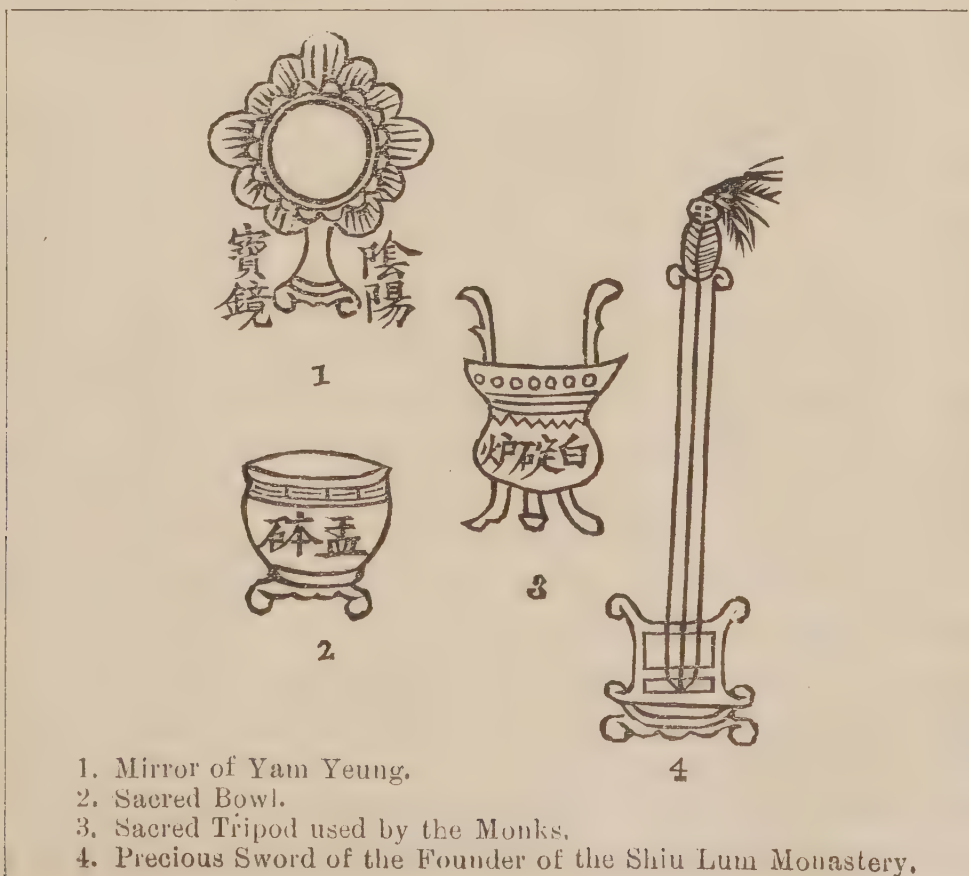 陰陽
寶鏡
1
砵盂
2
白碇炉
3
4
1. Mirror of Yam Yeung.
2. Sacred Bowl.
3. Sacred Tripod used by the Monks.
4. Precious Sword of the Founder of the Shiu Lum Monastery.